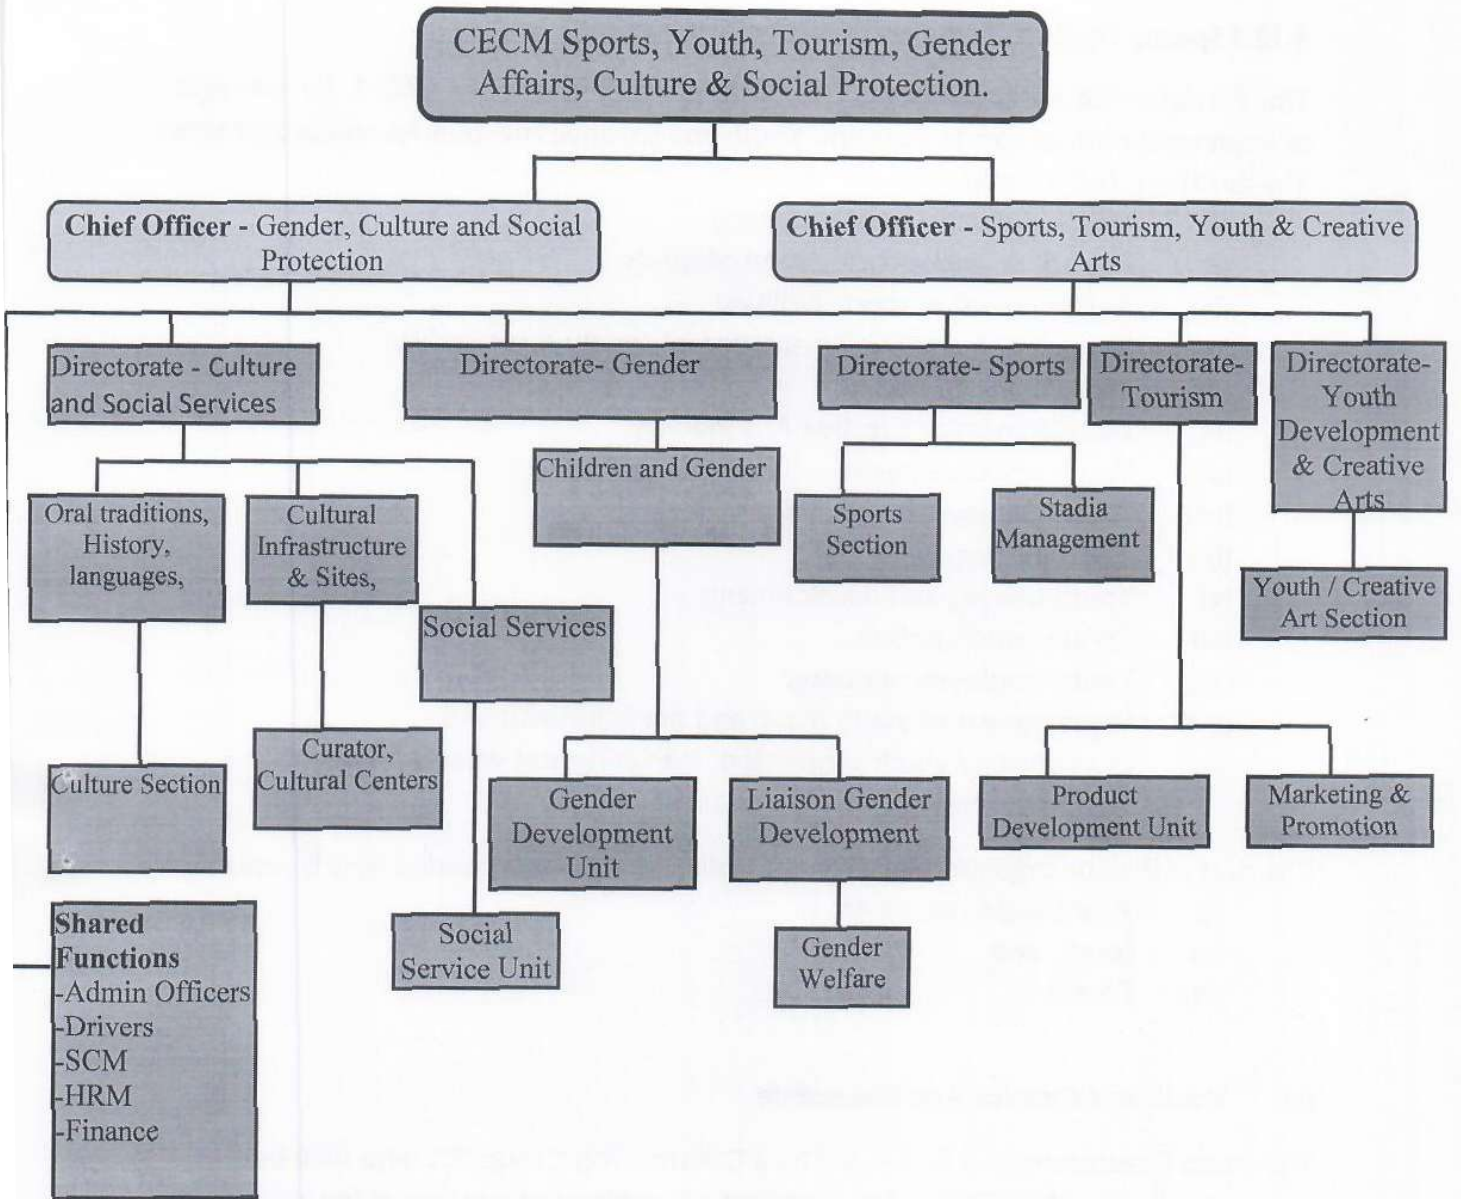 CECM Sports, Youth, Tourism, Gender
Affairs, Culture & Social Protection.
Chief Officer - Gender, Culture and Social
Protection
Chief Officer - Sports, Tourism, Youth & Creative
Arts
Directorate - Culture
and Social Services
Directorate- Gender
Directorate- Sports
Directorate-
Tourism
Directorate-
Youth
Development
& Creative
Arts
Children and Gender
Oral traditions,
History,
languages,
Cultural
Infrastructure
& Sites,
Social Services
Sports
Section
Stadia
Management
Youth / Creative
Art Section
Culture Section
Curator,
Cultural Centers
Gender
Development
Unit
Liaison Gender
Development
Product
Development Unit
Marketing &
Promotion
Social
Service Unit
Gender
Welfare
Shared
Functions
-Admin Officers
-Drivers
-SCM
-HRM
-Finance